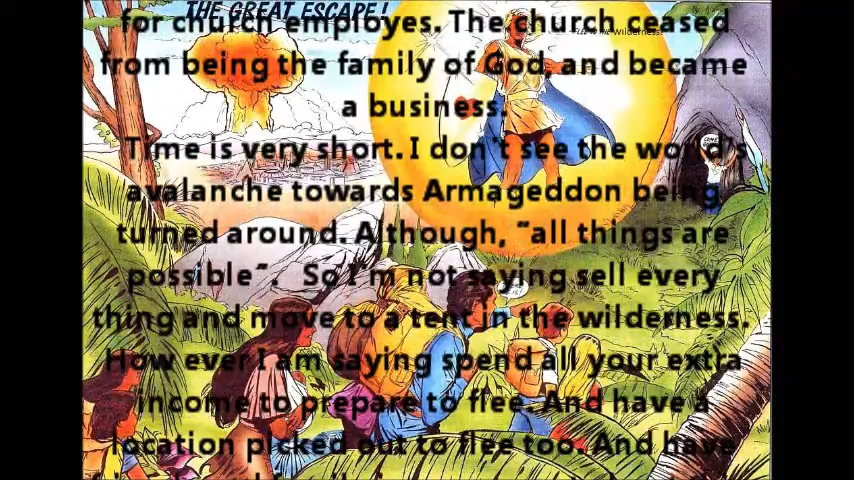 THE GREAT ESCAPE!
for church employes. The church ceased
from being the family of God, and became
a business.
Time is very short. I don't see the world's
avalanche towards Armageddon being
turned around. Although, "all things are
possible". So I'm not saying sell every
thing and move to a tent in the wilderness.
How ever I am saying spend all your extra
income to prepare to flee. And have a
location picked out to flee too. And have